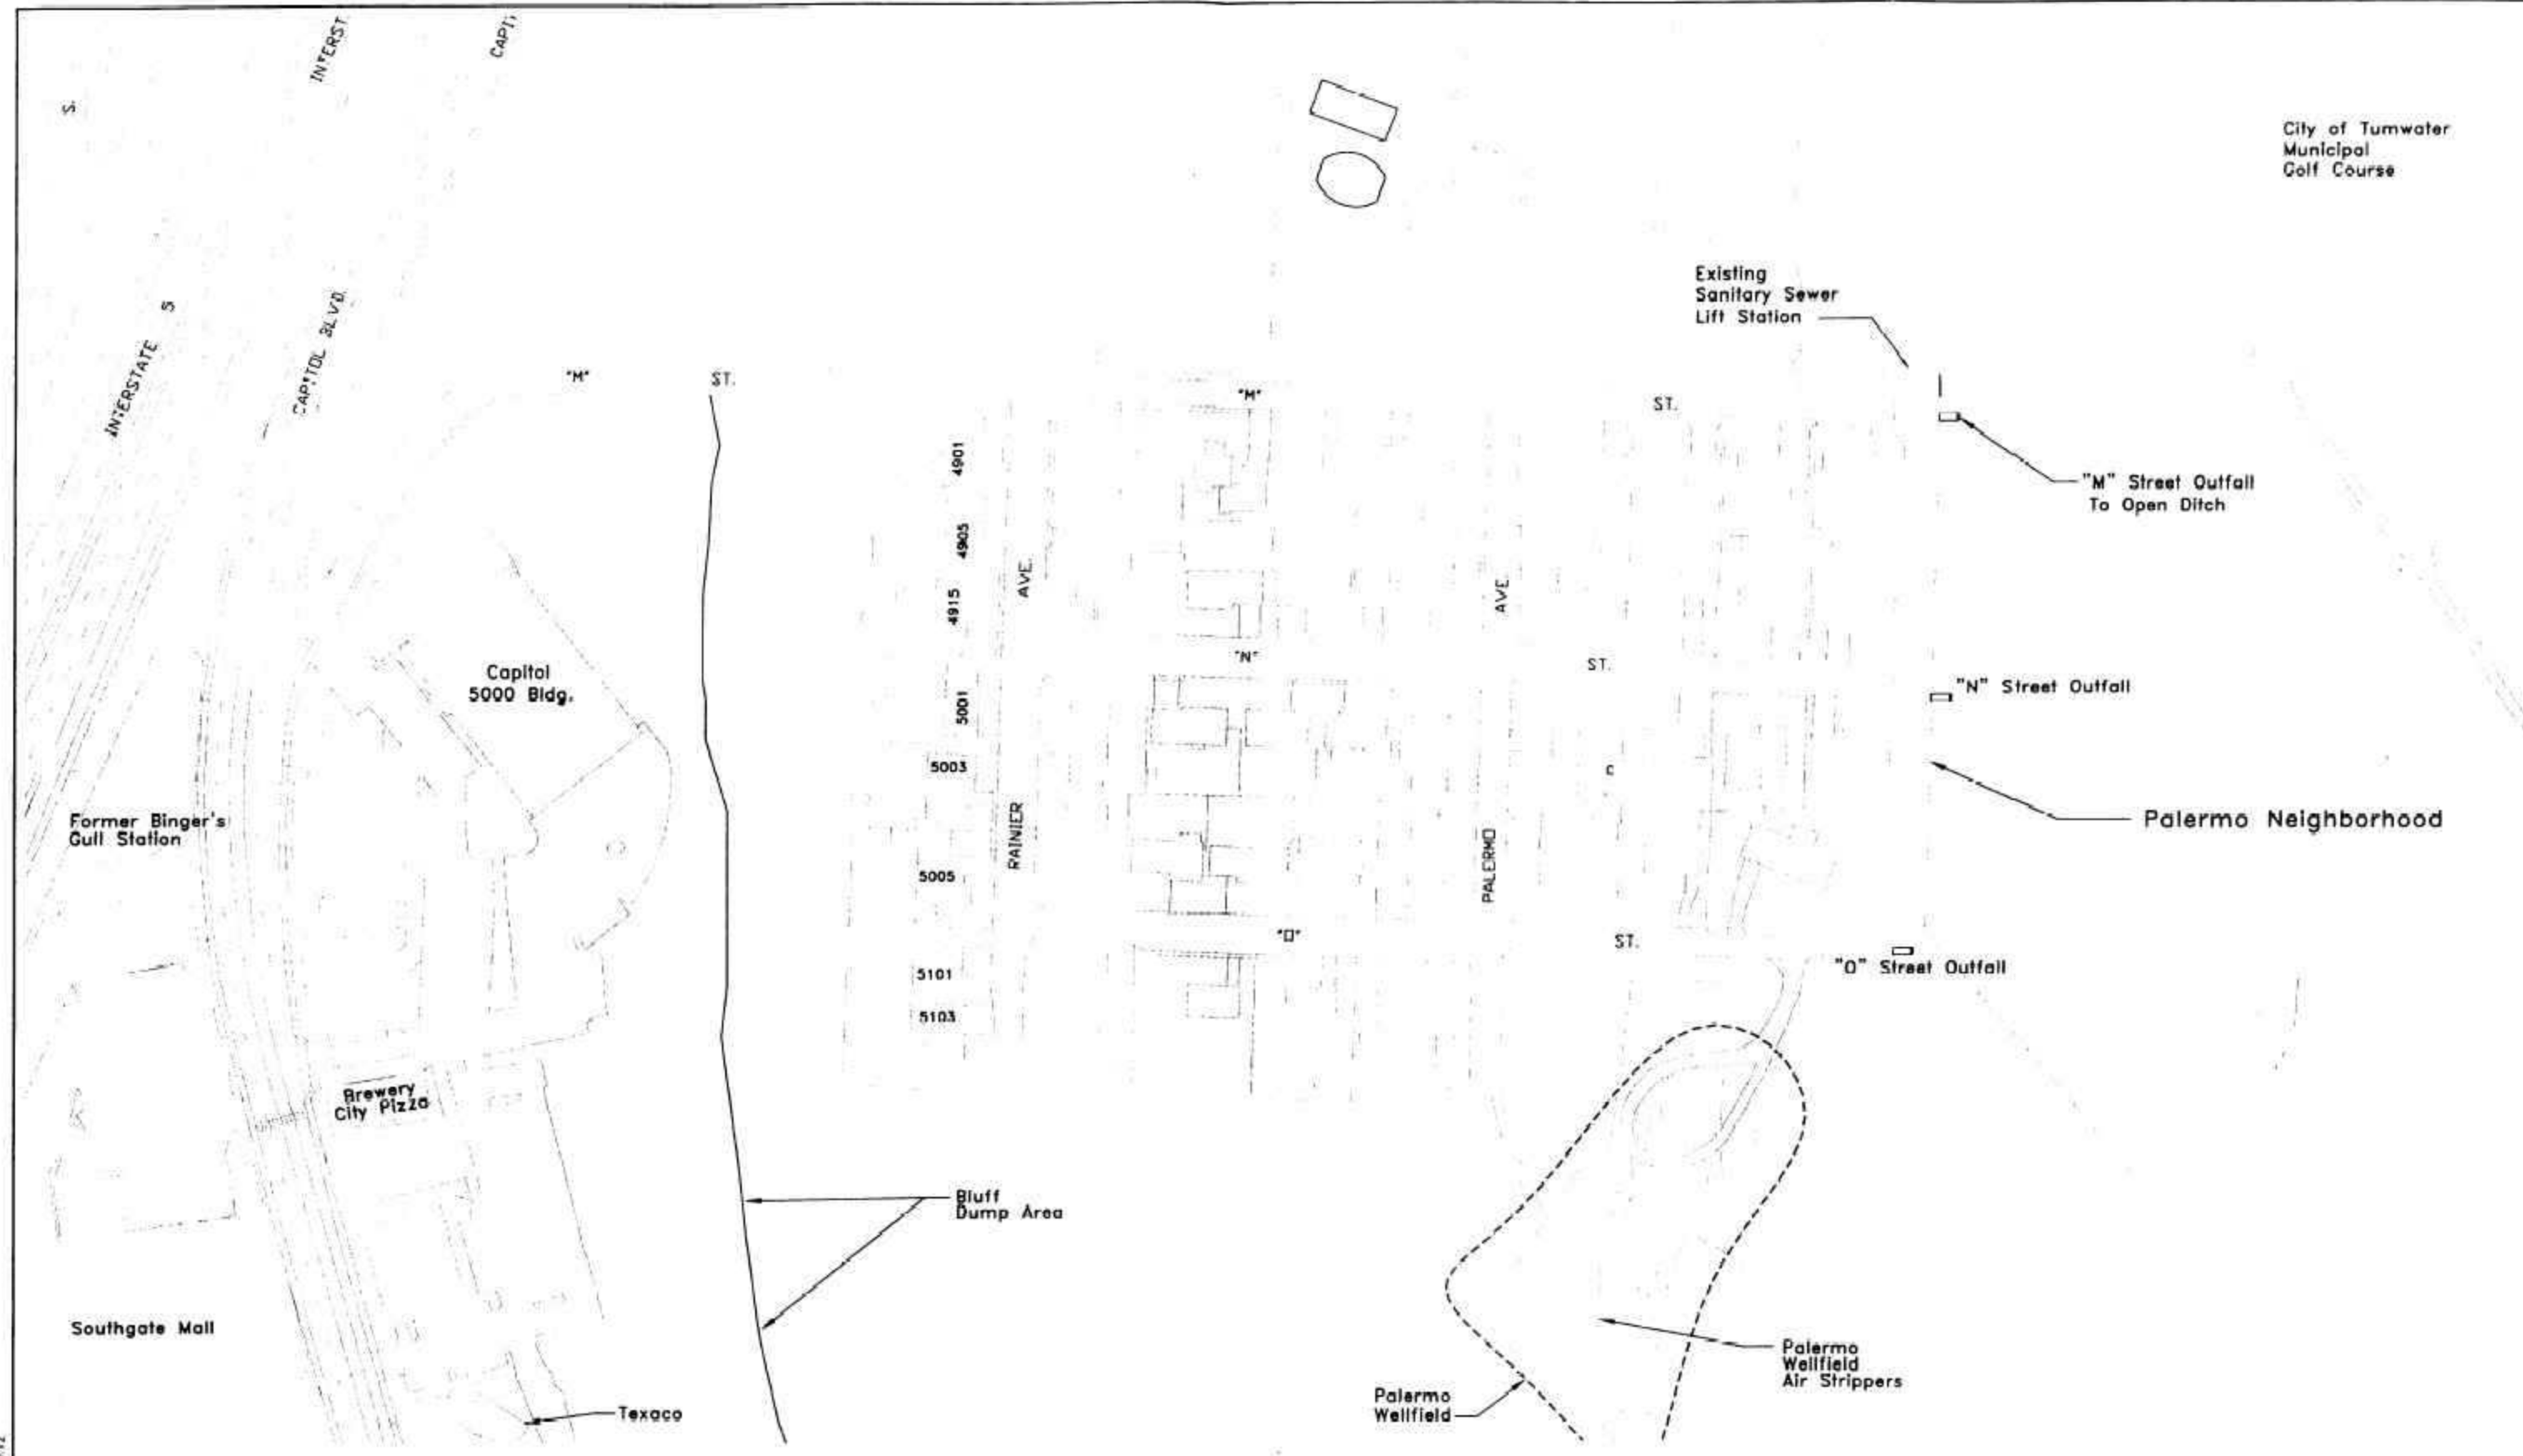 INTERST.
S.
City of Tumwater
Municipal
Golf Course
Existing
Sanitary Sewer
Lift Station
INTERSTATE S
CAPITOL BLVD.
"M" ST.
"M" ST.
"M" Street Outfall
To Open Ditch
4901
4905
4915
5001
5003
5005
5101
5103
RAINIER AVE.
PALERMO AVE.
Capitol
5000 Bldg.
"N" ST.
"N" Street Outfall
Palermo Neighborhood
Former Binger's
Gull Station
"O" ST.
"O" Street Outfall
Brewery
City Pizza
Bluff
Dump Area
Southgate Mall
Texaco
Palermo
Wellfield
Palermo
Wellfield
Air Strippers